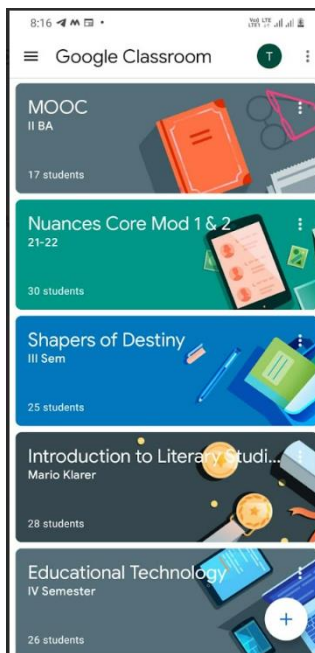 8:16
Google Classroom
T
MOOC
II BA
17 students
Nuances Core Mod 1 & 2
21-22
30 students
Shapers of Destiny
III Sem
25 students
Introduction to Literary Studi...
Mario Klarer
28 students
Educational Technology
IV Semester
26 students